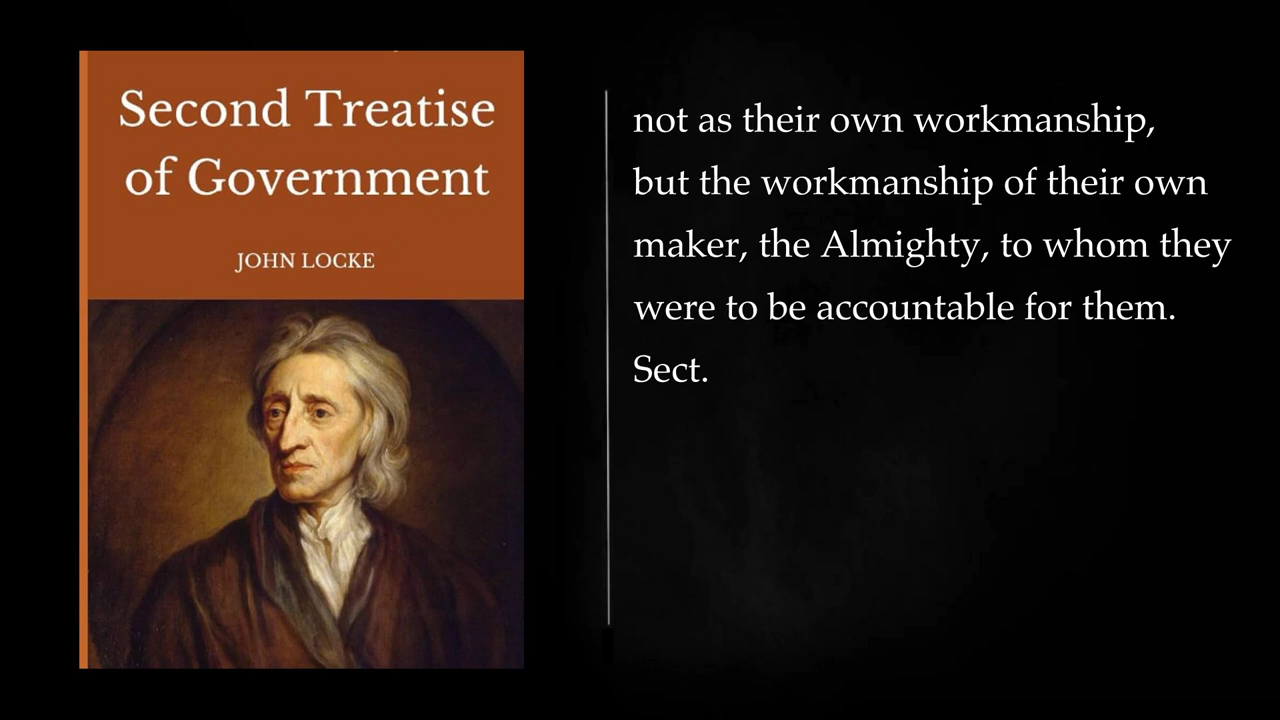 Second Treatise
of Government
JOHN LOCKE
not as their own workmanship,
but the workmanship of their own
maker, the Almighty, to whom they
were to be accountable for them.
Sect.